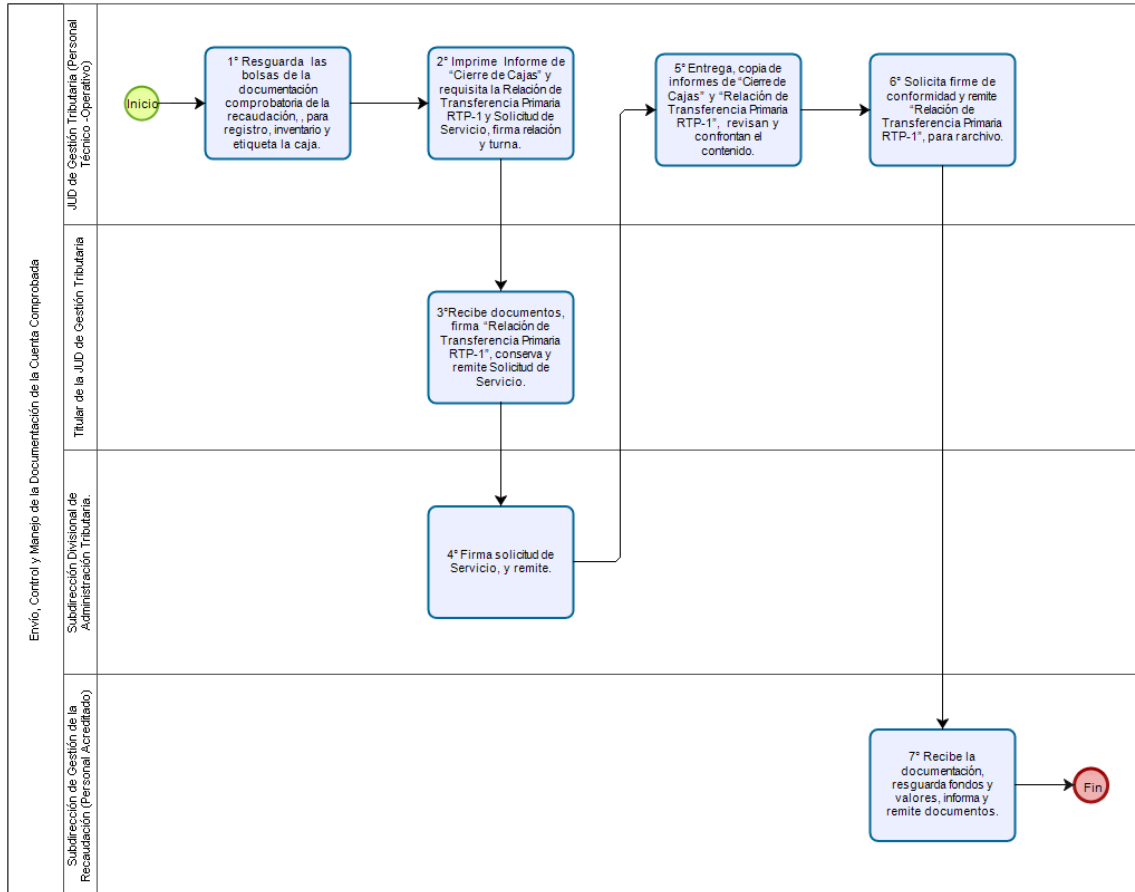 Envío, Control y Manejo de la Documentación de la Cuenta Comprobada
JUD de Gestión Tributaria (Personal
Técnico -Operativo)
Inicio
1° Resguarda las
bolsas de la
documentación
comprobatoria de la
recaudación, , para
registro, inventario y
etiqueta la caja.
2° Imprime Informe de
“Cierre de Cajas” y
requisita la Relación de
Transferencia Primaria
RTP-1 y Solicitud de
Servicio, firma relación
y turna.
5° Entrega, copia de
informes de “Cierre de
Cajas” y “Relación de
Transferencia Primaria
RTP-1”, revisan y
confrontan el
contenido.
6° Solicita firme de
conformidad y remite
“Relación de
Transferencia Primaria
RTP-1”, para rarchivo.
Titular de la JUD de Gestión Tributaria
3°Recibe documentos,
firma “Relación de
Transferencia Primaria
RTP-1”, conserva y
remite Solicitud de
Servicio.
Subdirección Divisional de
Administración Tributaria.
4° Firma solicitud de
Servicio, y remite.
Subdirección de Gestión de la
Recaudación (Personal Acreditado)
7° Recibe la
documentación,
resguarda fondos y
valores, informa y
remite documentos.
Fin